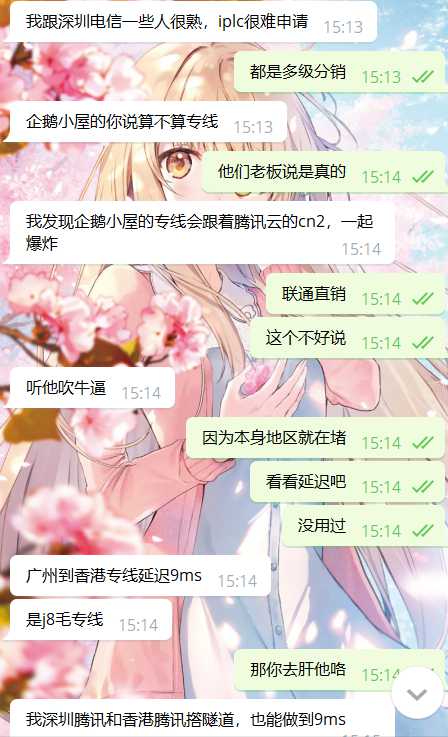 我跟深圳电信一些人很熟，iplc很难申请 15:13
都是多级分销 15:13
企鹅小屋的你说算不算专线 15:13
他们老板说是真的 15:14
我发现企鹅小屋的专线会跟着腾讯云的cn2，一起
爆炸 15:14
联通直销 15:14
这个不好说 15:14
听他吹牛逼 15:14
因为本身地区就在堵 15:14
看看延迟吧 15:14
没用过 15:14
广州到香港专线延迟9ms 15:14
是j8毛专线 15:14
那你去肝他咯 15:14
我深圳腾讯和香港腾讯搭隧道，也能做到9ms